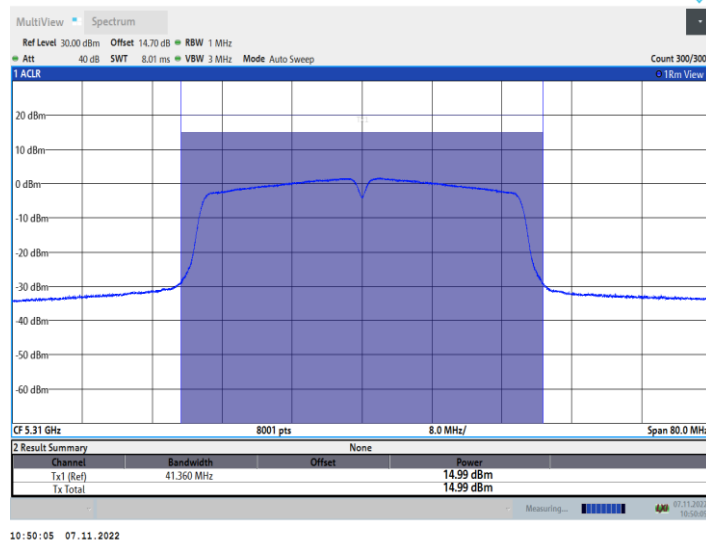 MultiView Spectrum
Ref Level 30.00 dBm Offset 14.70 dB RBW 1 MHz
Att 40 dB SWT 8.01 ms VBW 3 MHz Mode Auto Sweep Count 300/300
1 ACLR 1Rm View
20 dBm
10 dBm
0 dBm
-10 dBm
-20 dBm
-30 dBm
-40 dBm
-50 dBm
-60 dBm
CF 5.31 GHz 8001 pts 8.0 MHz/ Span 80.0 MHz
2 Result Summary None
Channel Bandwidth Offset Power
Tx1 (Ref) 41.360 MHz 14.99 dBm
Tx Total 14.99 dBm
Measuring... 07.11.2022
10:50:05
10:50:05 07.11.2022